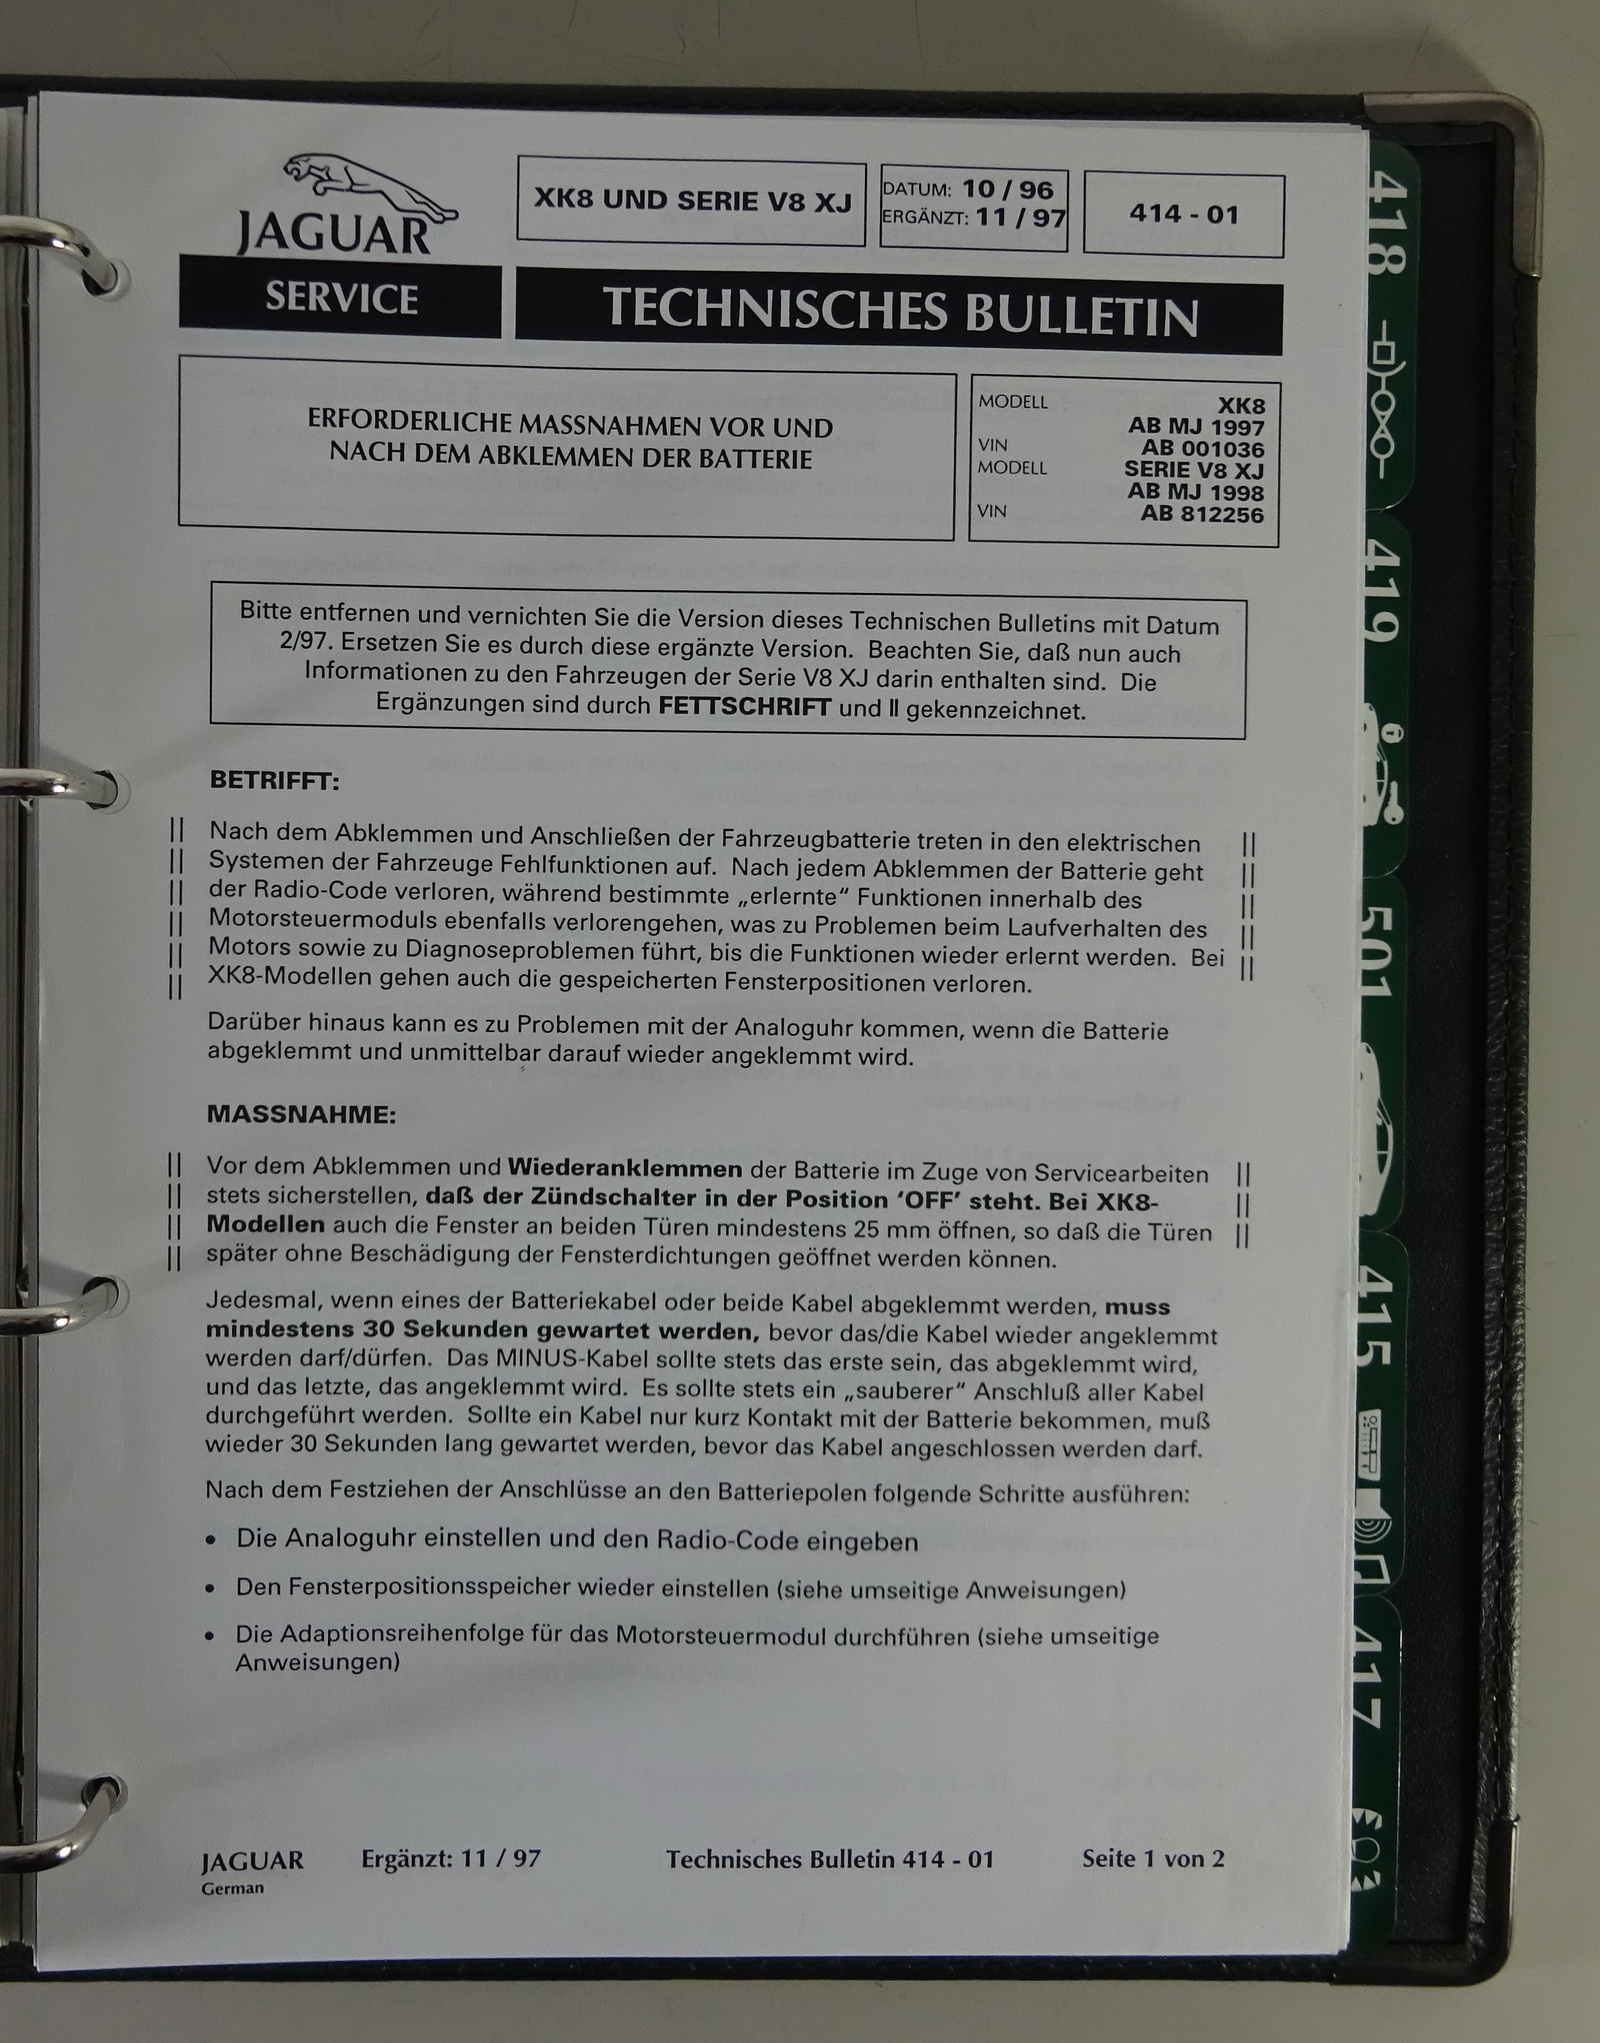 JAGUAR
XK8 UND SERIE V8 XJ
DATUM: 10 / 96
ERGÄNZT: 11 / 97
414 - 01
SERVICE
TECHNISCHES BULLETIN
ERFORDERLICHE MASSNAHMEN VOR UND
NACH DEM ABKLEMMEN DER BATTERIE
MODELL XK8
AB MJ 1997
VIN AB 001036
MODELL SERIE V8 XJ
AB MJ 1998
VIN AB 812256
Bitte entfernen und vernichten Sie die Version dieses Technischen Bulletins mit Datum
2/97. Ersetzen Sie es durch diese ergänzte Version. Beachten Sie, daß nun auch
Informationen zu den Fahrzeugen der Serie V8 XJ darin enthalten sind. Die
Ergänzungen sind durch FETTSCHRIFT und II gekennzeichnet.
BETRIFFT:
|| Nach dem Abklemmen und Anschließen der Fahrzeugbatterie treten in den elektrischen ||
|| Systemen der Fahrzeuge Fehlfunktionen auf. Nach jedem Abklemmen der Batterie geht ||
|| der Radio-Code verloren, während bestimmte „erlernte“ Funktionen innerhalb des ||
|| Motorsteuermoduls ebenfalls verlorengehen, was zu Problemen beim Laufverhalten des ||
|| Motors sowie zu Diagnoseproblemen führt, bis die Funktionen wieder erlernt werden. Bei ||
|| XK8-Modellen gehen auch die gespeicherten Fensterpositionen verloren.
Darüber hinaus kann es zu Problemen mit der Analoguhr kommen, wenn die Batterie
abgeklemmt und unmittelbar darauf wieder angeklemmt wird.
MASSNAHME:
|| Vor dem Abklemmen und Wiederanklemmen der Batterie im Zuge von Servicearbeiten ||
|| stets sicherstellen, daß der Zündschalter in der Position ‘OFF’ steht. Bei XK8- ||
|| Modellen auch die Fenster an beiden Türen mindestens 25 mm öffnen, so daß die Türen ||
|| später ohne Beschädigung der Fensterdichtungen geöffnet werden können.
Jedesmal, wenn eines der Batteriekabel oder beide Kabel abgeklemmt werden, muss
mindestens 30 Sekunden gewartet werden, bevor das/die Kabel wieder angeklemmt
werden darf/dürfen. Das MINUS-Kabel sollte stets das erste sein, das abgeklemmt wird,
und das letzte, das angeklemmt wird. Es sollte stets ein „sauberer“ Anschluß aller Kabel
durchgeführt werden. Sollte ein Kabel nur kurz Kontakt mit der Batterie bekommen, muß
wieder 30 Sekunden lang gewartet werden, bevor das Kabel angeschlossen werden darf.
Nach dem Festziehen der Anschlüsse an den Batteriepolen folgende Schritte ausführen:
• Die Analoguhr einstellen und den Radio-Code eingeben
• Den Fensterpositionsspeicher wieder einstellen (siehe umseitige Anweisungen)
• Die Adaptionsreihenfolge für das Motorsteuermodul durchführen (siehe umseitige
Anweisungen)
JAGUAR Ergänzt: 11 / 97 Technisches Bulletin 414 - 01 Seite 1 von 2
German
418
419
501
415
417